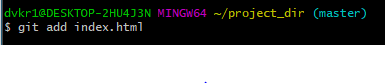 dvkr1@DESKTOP-2HU4J3N MINGW64 ~/project_dir (master)
$ git add index.html